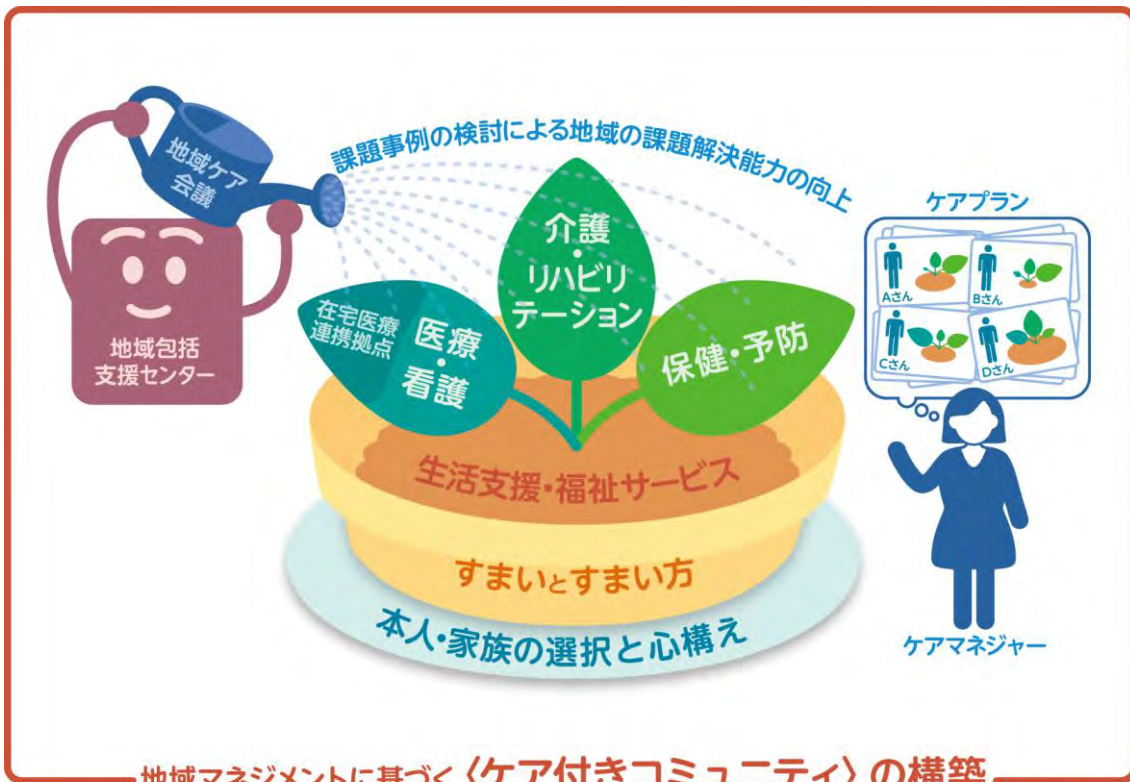 地域ケア
会議
課題事例の検討による地域の課題解決能力の向上
地域包括
支援センター
在宅医療
連携拠点
医療
・
看護
介護
・
リハビリ
テーション
保健・予防
生活支援・福祉サービス
すまいとすまい方
本人・家族の選択と心構え
ケアプラン
Aさん
Bさん
Cさん
Dさん
ケアマネジャー
地域マネジメントに基づく〈ケア付きコミュニティ〉の構築